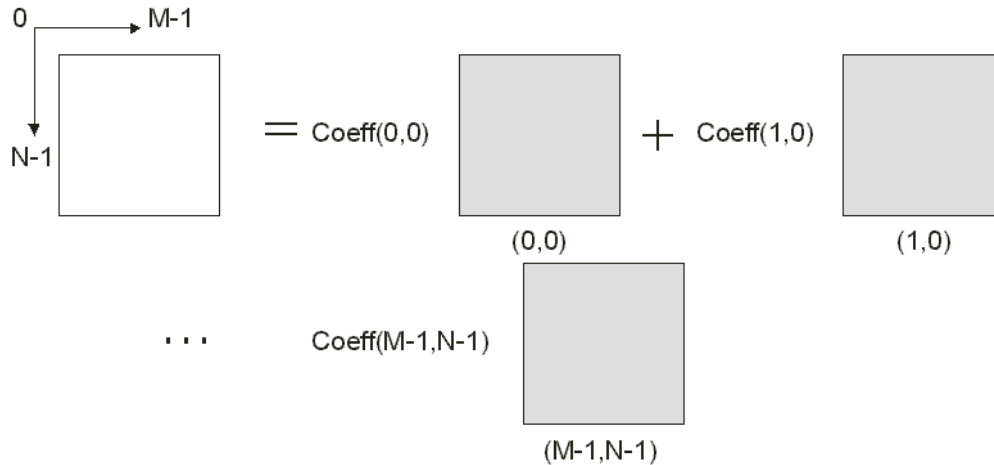 0 M-1
N-1
= Coeff(0,0) + Coeff(1,0)
(0,0) (1,0)
... Coeff(M-1,N-1)
(M-1,N-1)